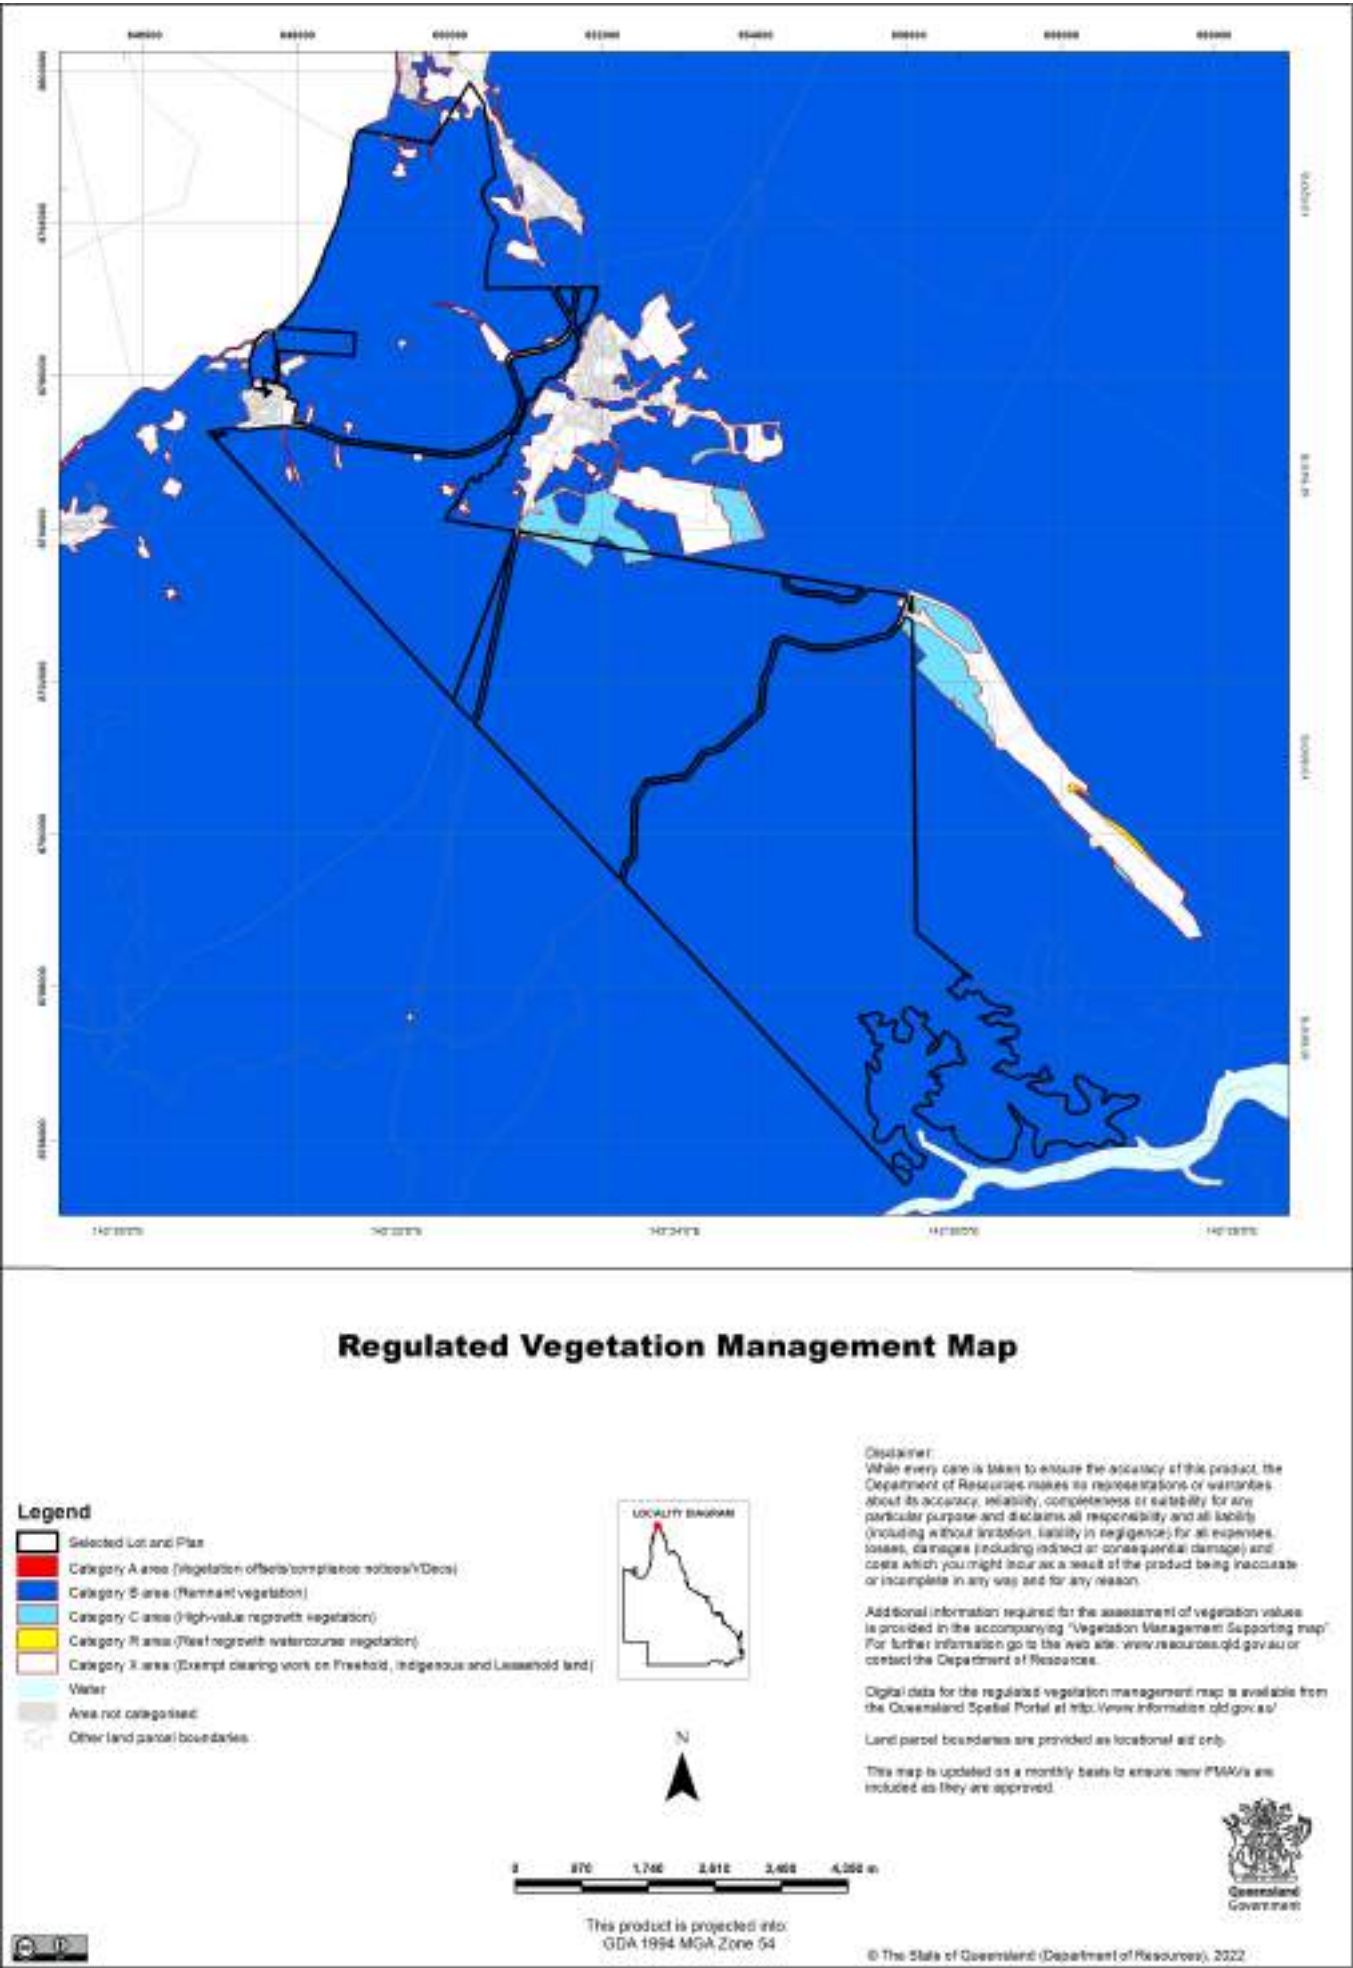 Regulated Vegetation Management Map
Legend
Selected Lot and Plan
Category A area (Vegetation offsets/compliance notices/VDecs)
Category B area (Remnant vegetation)
Category C area (High-value regrowth vegetation)
Category R area (Reef regrowth watercourse vegetation)
Category X area (Exempt clearing work on Freehold, Indigenous and Leasehold land)
Water
Area not categorised
Other land parcel boundaries
LOCALITY DIAGRAM
N
0 870 1,740 2,610 3,480
This product is projected into:
GDA 1994 MGA Zone 54
Disclaimer:
While every care is taken to ensure the accuracy of this product, the
Department of Resources makes no representations or warranties
about its accuracy, reliability, completeness or suitability for any
particular purpose and disclaims all responsibility and all liability
(including without limitation, liability in negligence) for all expenses,
losses, damages (including indirect or consequential damage) and
costs which you might incur as a result of the product being inaccurate
or incomplete in any way and for any reason.
Additional information required for the assessment of vegetation values
is provided in the accompanying "Vegetation Management Supporting map".
For further information go to the web site: www.resources.qld.gov.au or
contact the Department of Resources.
Digital data for the regulated vegetation management map is available from
the Queensland Spatial Portal at http://www.information.qld.gov.au/
Land parcel boundaries are provided as locational aid only.
This map is updated on a monthly basis to ensure new PMAVs are
included as they are approved.
Queensland
Government
© The State of Queensland (Department of Resources), 2022